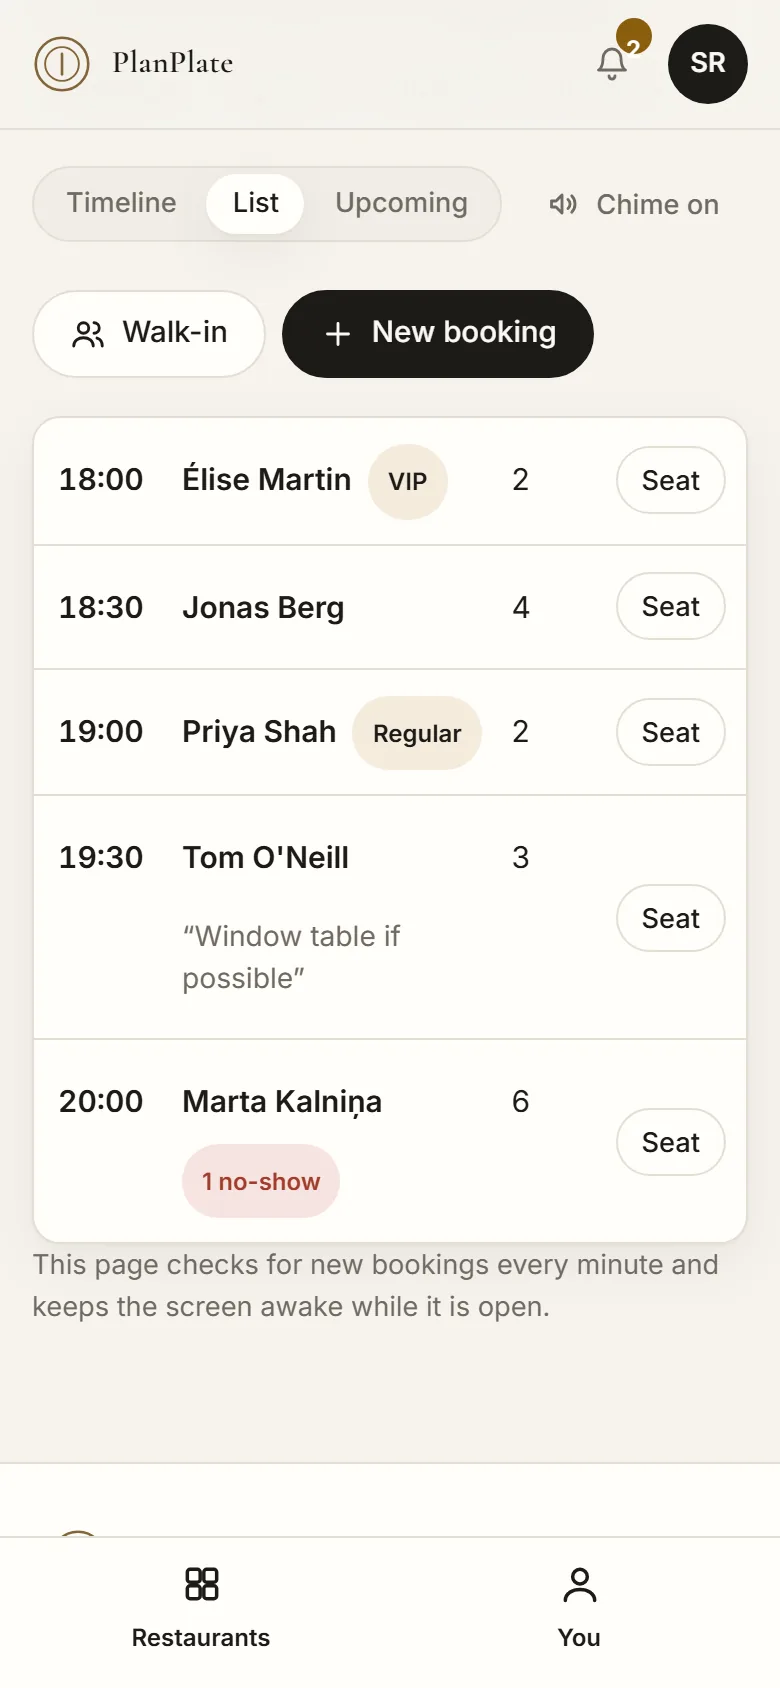 PlanPlate
2
SR
Timeline
List
Upcoming
Chime on
Walk-in
New booking
18:00 Élise Martin VIP 2 Seat
18:30 Jonas Berg 4 Seat
19:00 Priya Shah Regular 2 Seat
19:30 Tom O'Neill 3 Seat
“Window table if
possible”
20:00 Marta Kalniņa 6 Seat
1 no-show
This page checks for new bookings every minute and
keeps the screen awake while it is open.
Restaurants
You